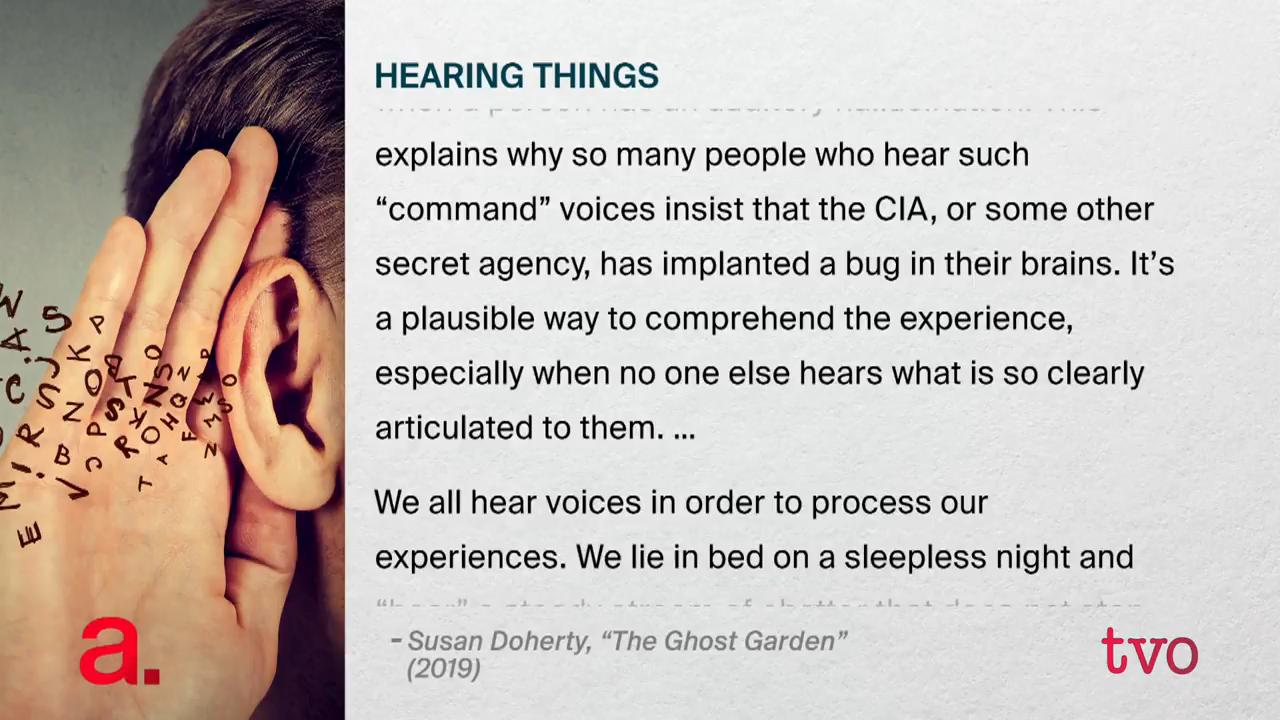 HEARING THINGS
explains why so many people who hear such
“command” voices insist that the CIA, or some other
secret agency, has implanted a bug in their brains. It’s
a plausible way to comprehend the experience,
especially when no one else hears what is so clearly
articulated to them. ...
We all hear voices in order to process our
experiences. We lie in bed on a sleepless night and
– Susan Doherty, “The Ghost Garden”
(2019)
a.
tvo